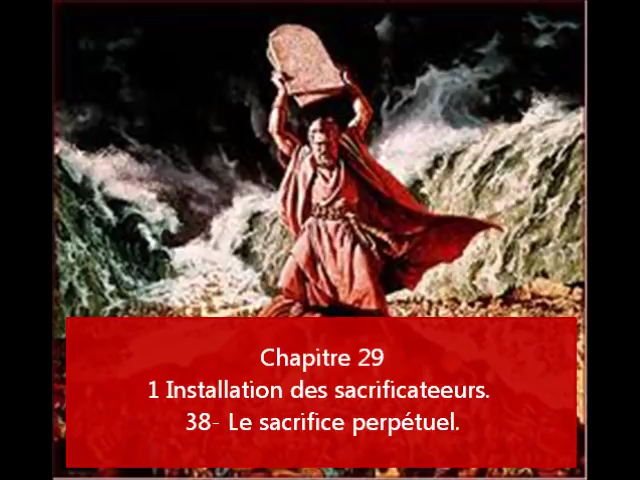 Chapitre 29
1 Installation des sacrificateeurs.
38- Le sacrifice perpétuel.